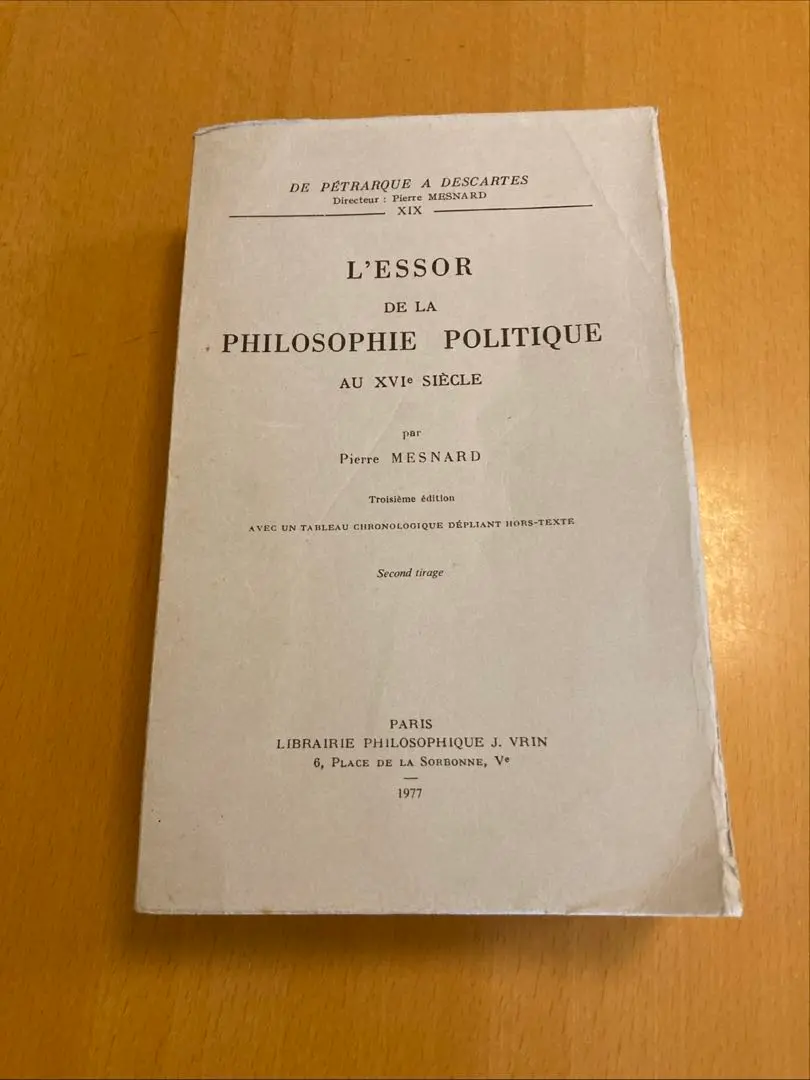 DE PÉTRARQUE A DESCARTES
Directeur : Pierre MESNARD
XIX
L'ESSOR
DE LA
PHILOSOPHIE POLITIQUE
AU XVIe SIÈCLE
par
Pierre MESNARD
Troisième édition
AVEC UN TABLEAU CHRONOLOGIQUE DÉPLIANT HORS-TEXTE
Second tirage
PARIS
LIBRAIRIE PHILOSOPHIQUE J. VRIN
6, PLACE DE LA SORBONNE, Ve
1977